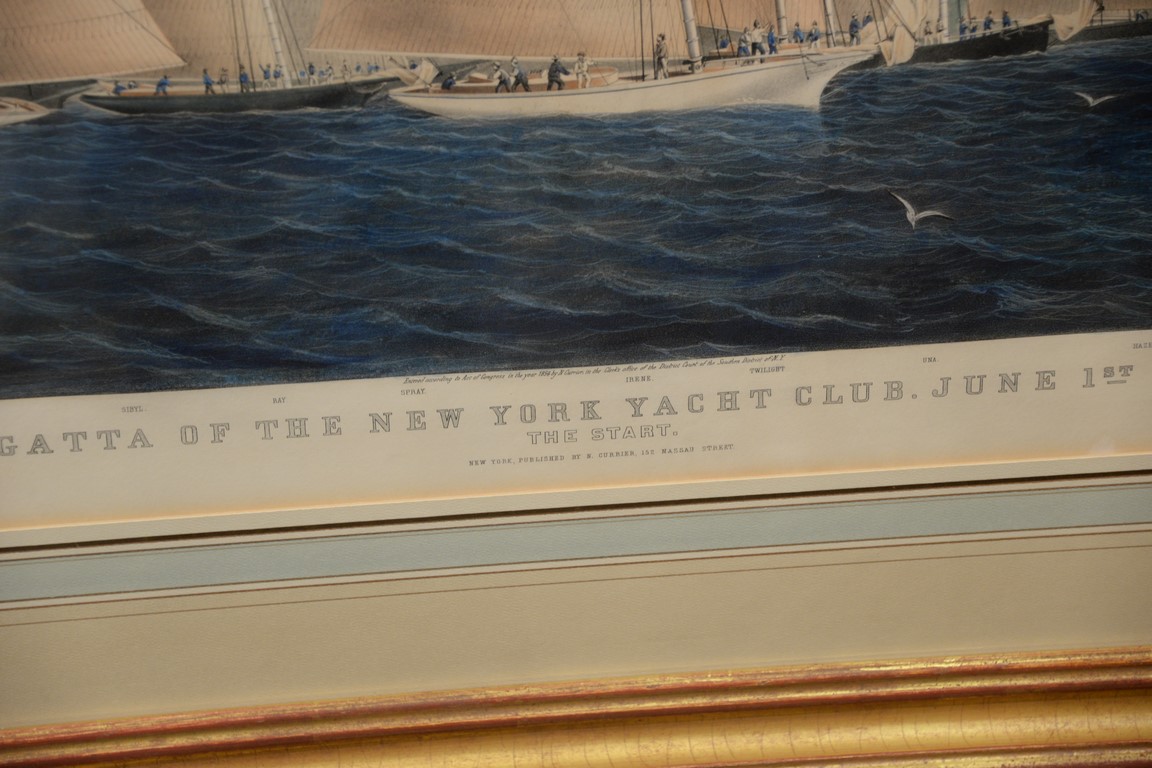 Entered according to Act of Congress, in the year 1854 by N. Currier, in the Clerk's office of the District Court of the Southern District of N.Y.
SIBYL. RAY SPRAY. IRENE. TWILIGHT UNA HAZE
GATTA OF THE NEW YORK YACHT CLUB. JUNE 1ST
THE START.
NEW YORK, PUBLISHED BY N. CURRIER, 152 NASSAU STREET.